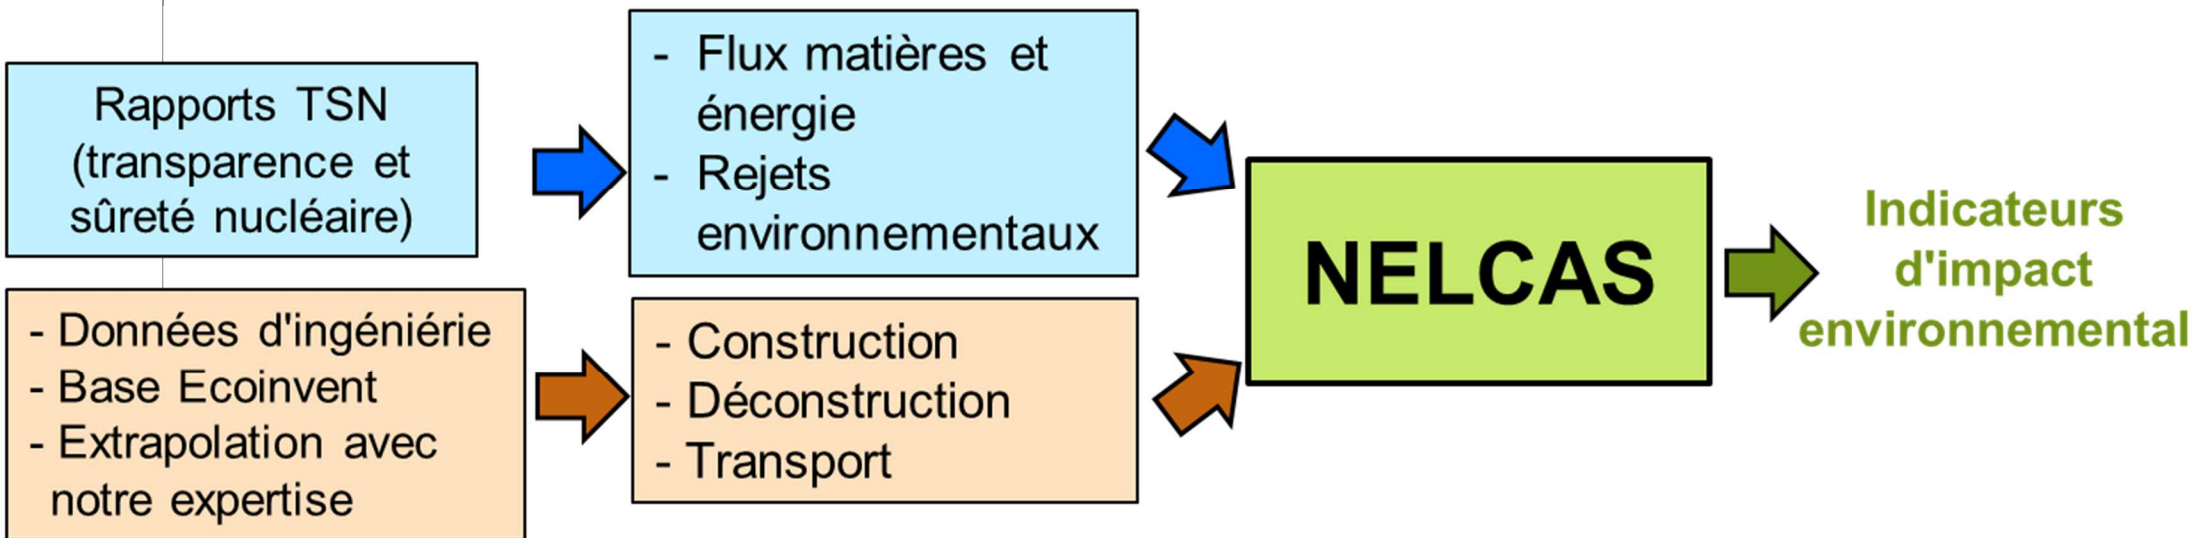 Rapports TSN
(transparence et
sûreté nucléaire)
- Flux matières et
énergie
- Rejets
environnementaux
- Données d'ingéniérie
- Base Ecoinvent
- Extrapolation avec
notre expertise
- Construction
- Déconstruction
- Transport
NELCAS
Indicateurs
d'impact
environnemental